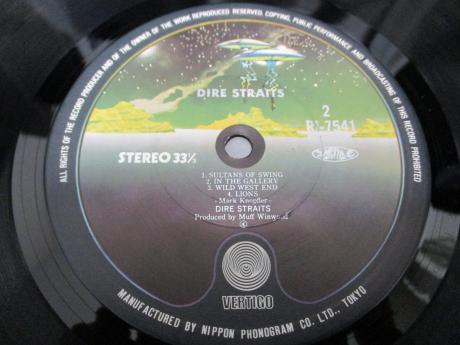 ALL RIGHTS OF THE RECORD PRODUCER AND OF THE OWNER OF THE WORK REPRODUCED RESERVED. COPYING, PUBLIC PERFORMANCE AND BROADCASTING OF THIS RECORD PROHIBITED
DIRE STRAITS
2
RJ-7541
STEREO 33⅓
1. SULTANS OF SWING
2. IN THE GALLERY
3. WILD WEST END
4. LIONS
-Mark Knopfler-
DIRE STRAITS
Produced by Muff Winwood
VERTIGO
MANUFACTURED BY NIPPON PHONOGRAM CO. LTD., TOKYO